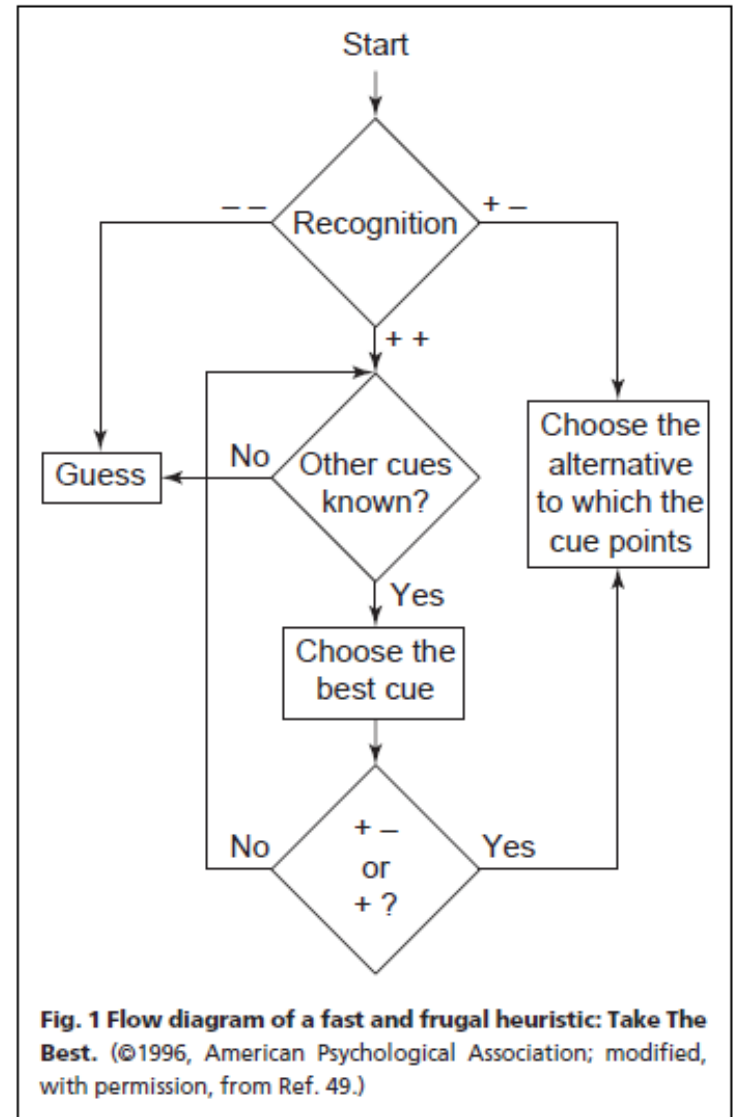 Start
– –
Recognition
+ –
+ +
No
Other cues
known?
Guess
Choose the
alternative
to which the
cue points
Yes
Choose the
best cue
No
+ –
or
+ ?
Yes
Fig. 1 Flow diagram of a fast and frugal heuristic: Take The
Best. (©1996, American Psychological Association; modified,
with permission, from Ref. 49.)